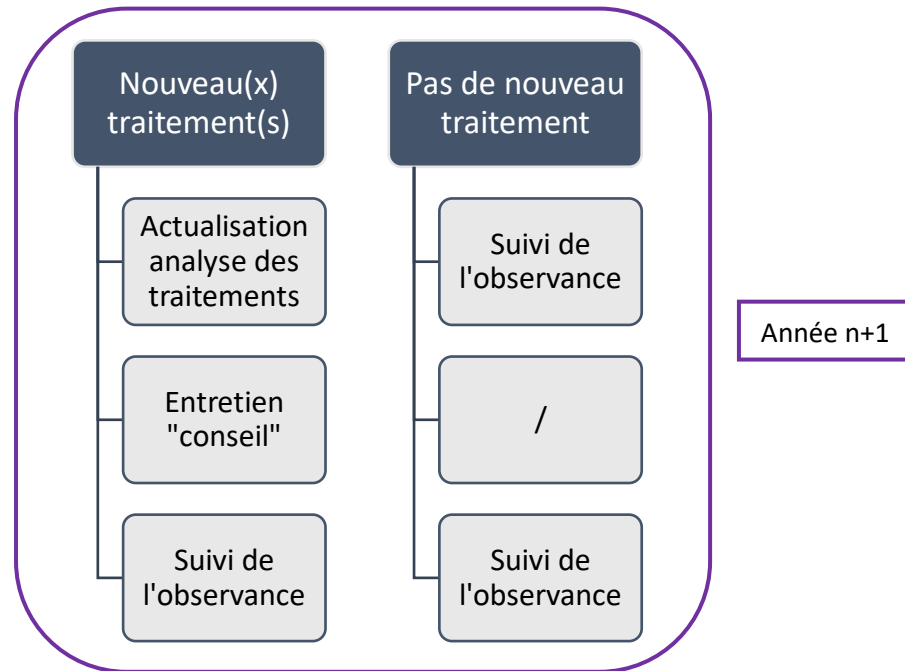 Nouveau(x)
traitement(s)
Actualisation
analyse des
traitements
Entretien
"conseil"
Suivi de
l'observance
Pas de nouveau
traitement
Suivi de
l'observance
/
Suivi de
l'observance
Année n+1